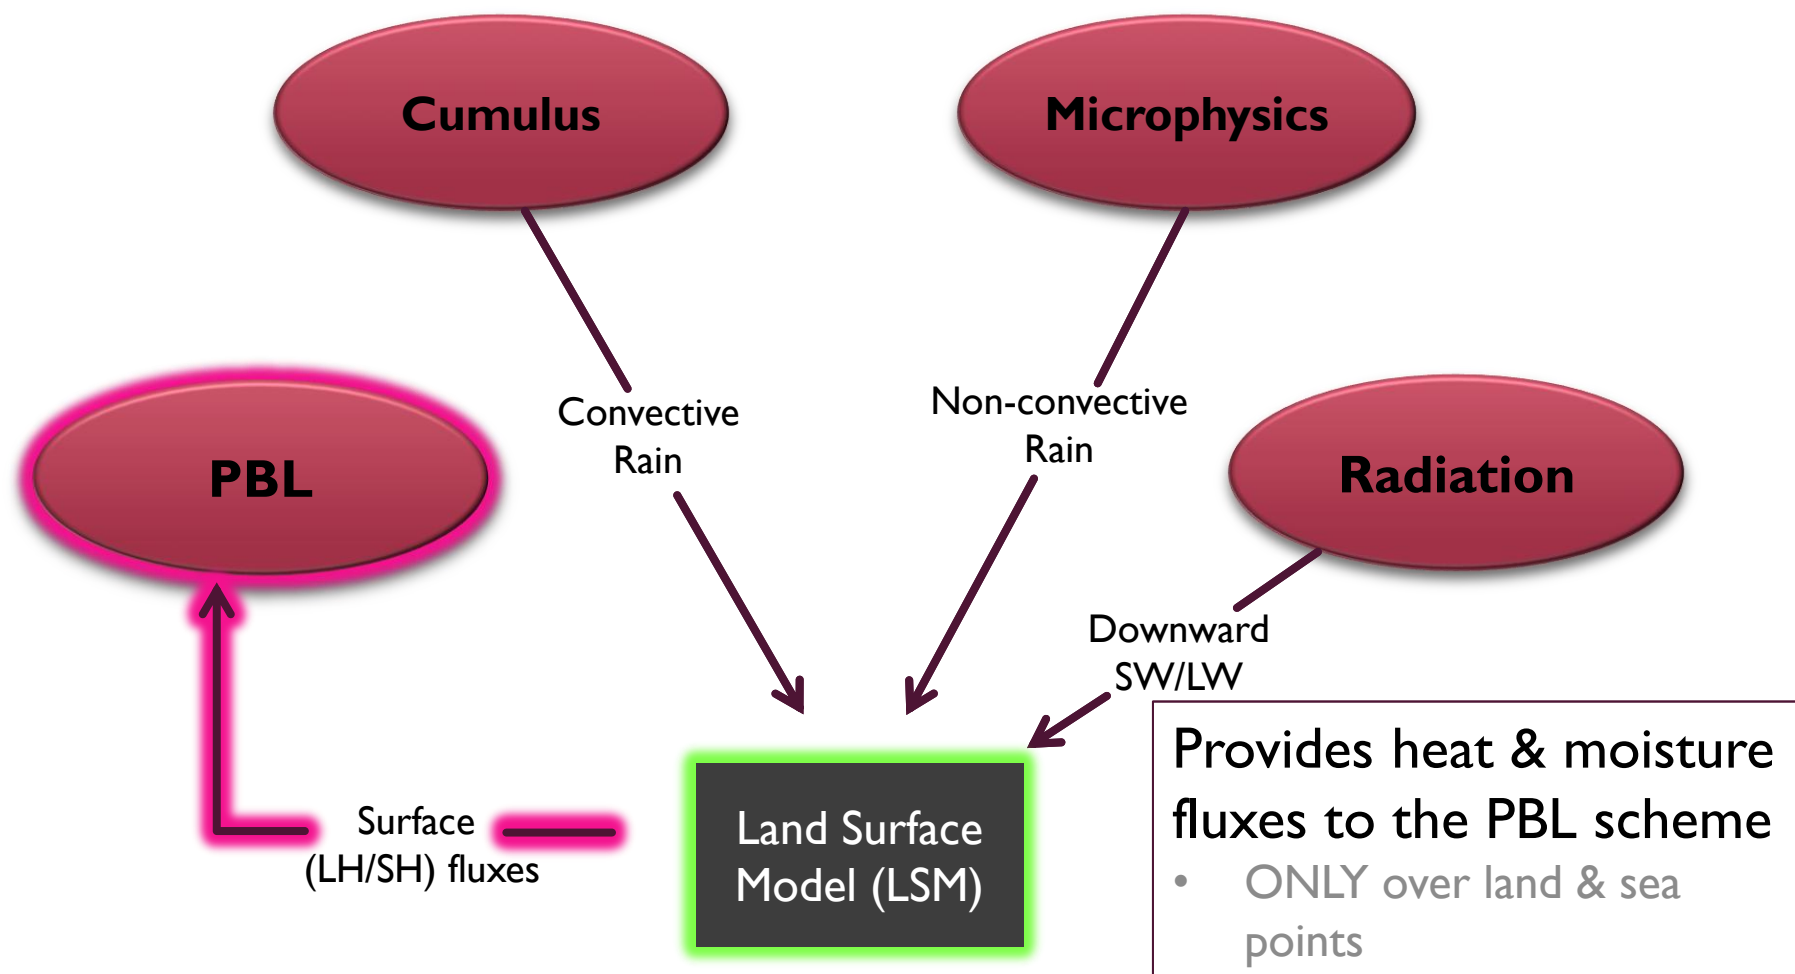 Cumulus
Microphysics
Convective
Rain
Non-convective
Rain
PBL
Radiation
Downward
SW/LW
Surface
(LH/SH) fluxes
Land Surface
Model (LSM)
Provides heat & moisture
fluxes to the PBL scheme
• ONLY over land & sea
points